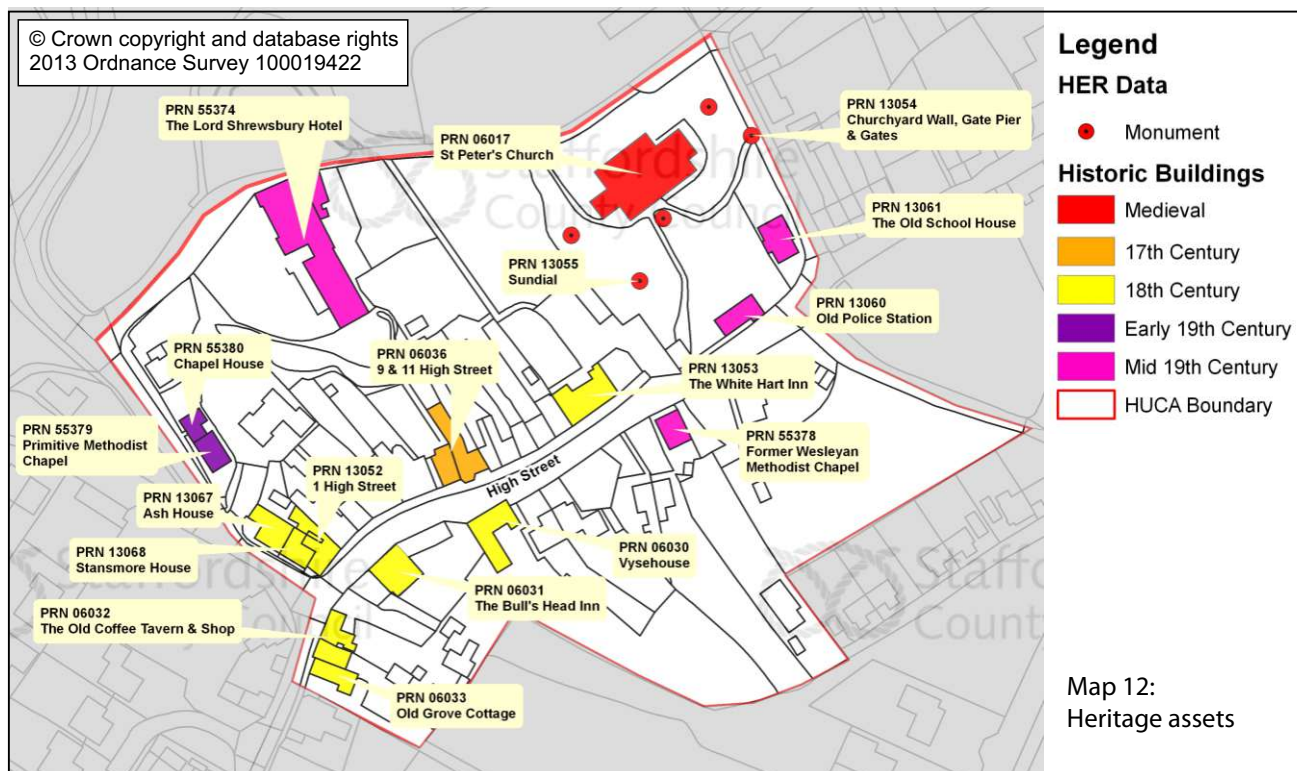 © Crown copyright and database rights
2013 Ordnance Survey 100019422
PRN 55374
The Lord Shrewsbury Hotel
PRN 06017
St Peter's Church
PRN 13054
Churchyard Wall, Gate Pier
& Gates
PRN 13061
The Old School House
PRN 13055
Sundial
PRN 13060
Old Police Station
PRN 55380
Chapel House
PRN 06036
9 & 11 High Street
PRN 13053
The White Hart Inn
PRN 55379
Primitive Methodist
Chapel
PRN 13052
1 High Street
High Street
PRN 55378
Former Wesleyan
Methodist Chapel
PRN 13067
Ash House
PRN 13068
Stansmore House
PRN 06030
Vysehouse
PRN 06031
The Bull's Head Inn
PRN 06032
The Old Coffee Tavern & Shop
PRN 06033
Old Grove Cottage
Staffordshire
County Council
Legend
HER Data
Monument
Historic Buildings
Medieval
17th Century
18th Century
Early 19th Century
Mid 19th Century
HUCA Boundary
Map 12:
Heritage assets